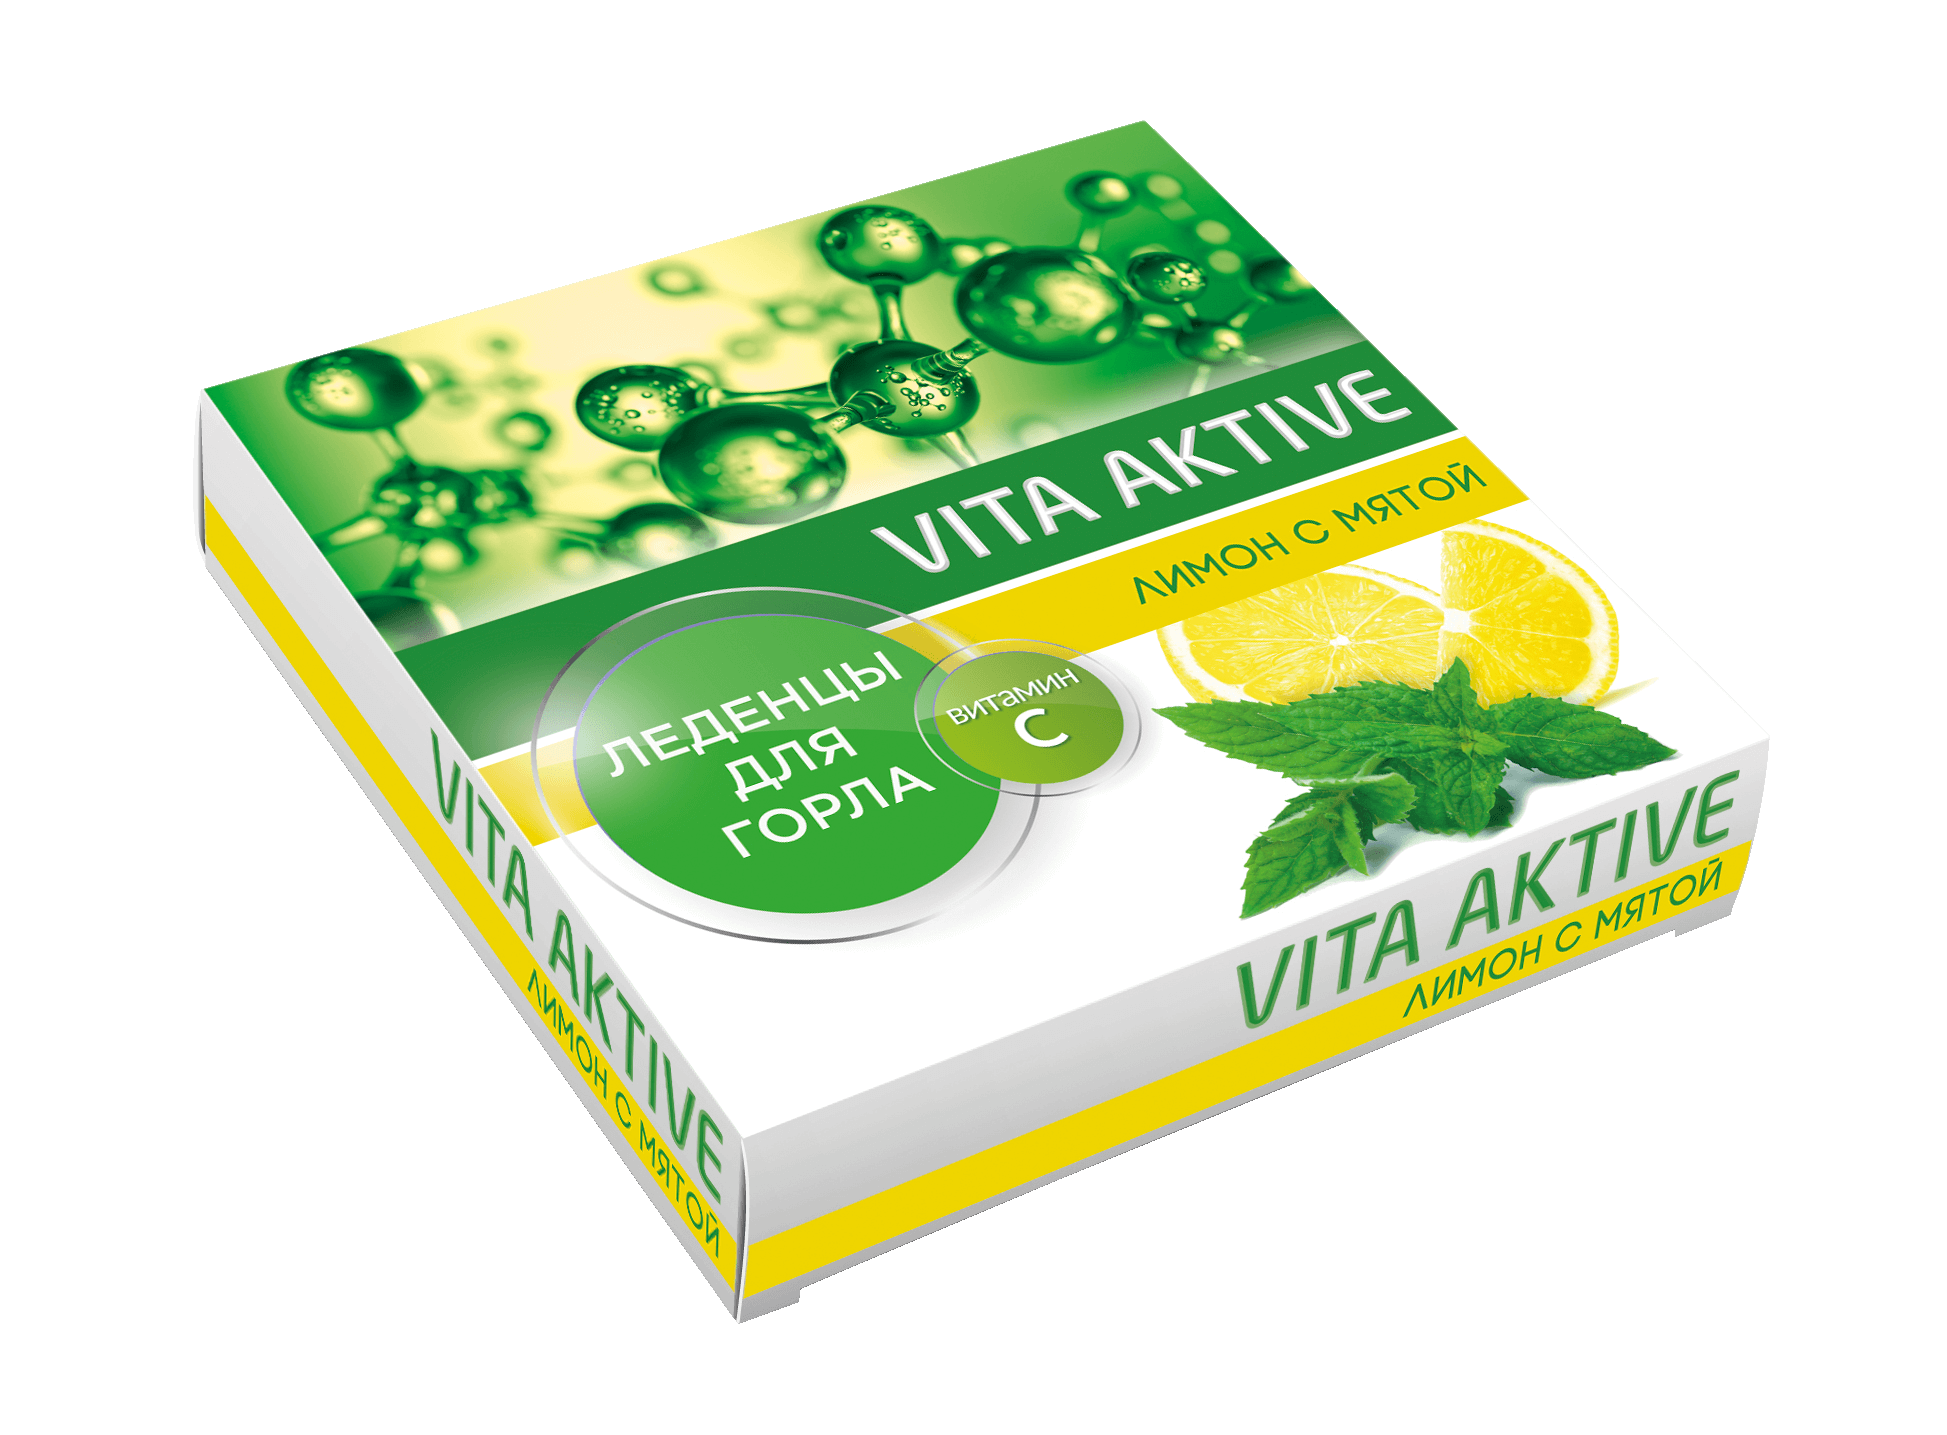 VITA AKTIVE
ЛИМОН С МЯТОЙ
ЛЕДЕНЦЫ
ДЛЯ
ГОРЛА
витамин
С
VITA AKTIVE
ЛИМОН С МЯТОЙ
VITA AKTIVE
ЛИМОН С МЯТОЙ